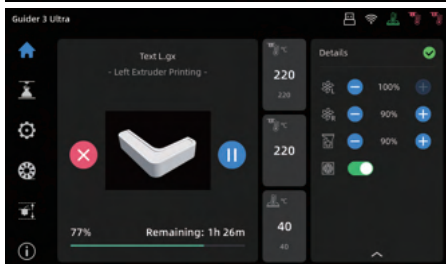 Guider 3 Ultra
Text L.gx
- Left Extruder Printing -
77%
Remaining: 1h 26m
℃
220
220
℃
220
℃
40
40
Details
L
100%
R
90%
90%